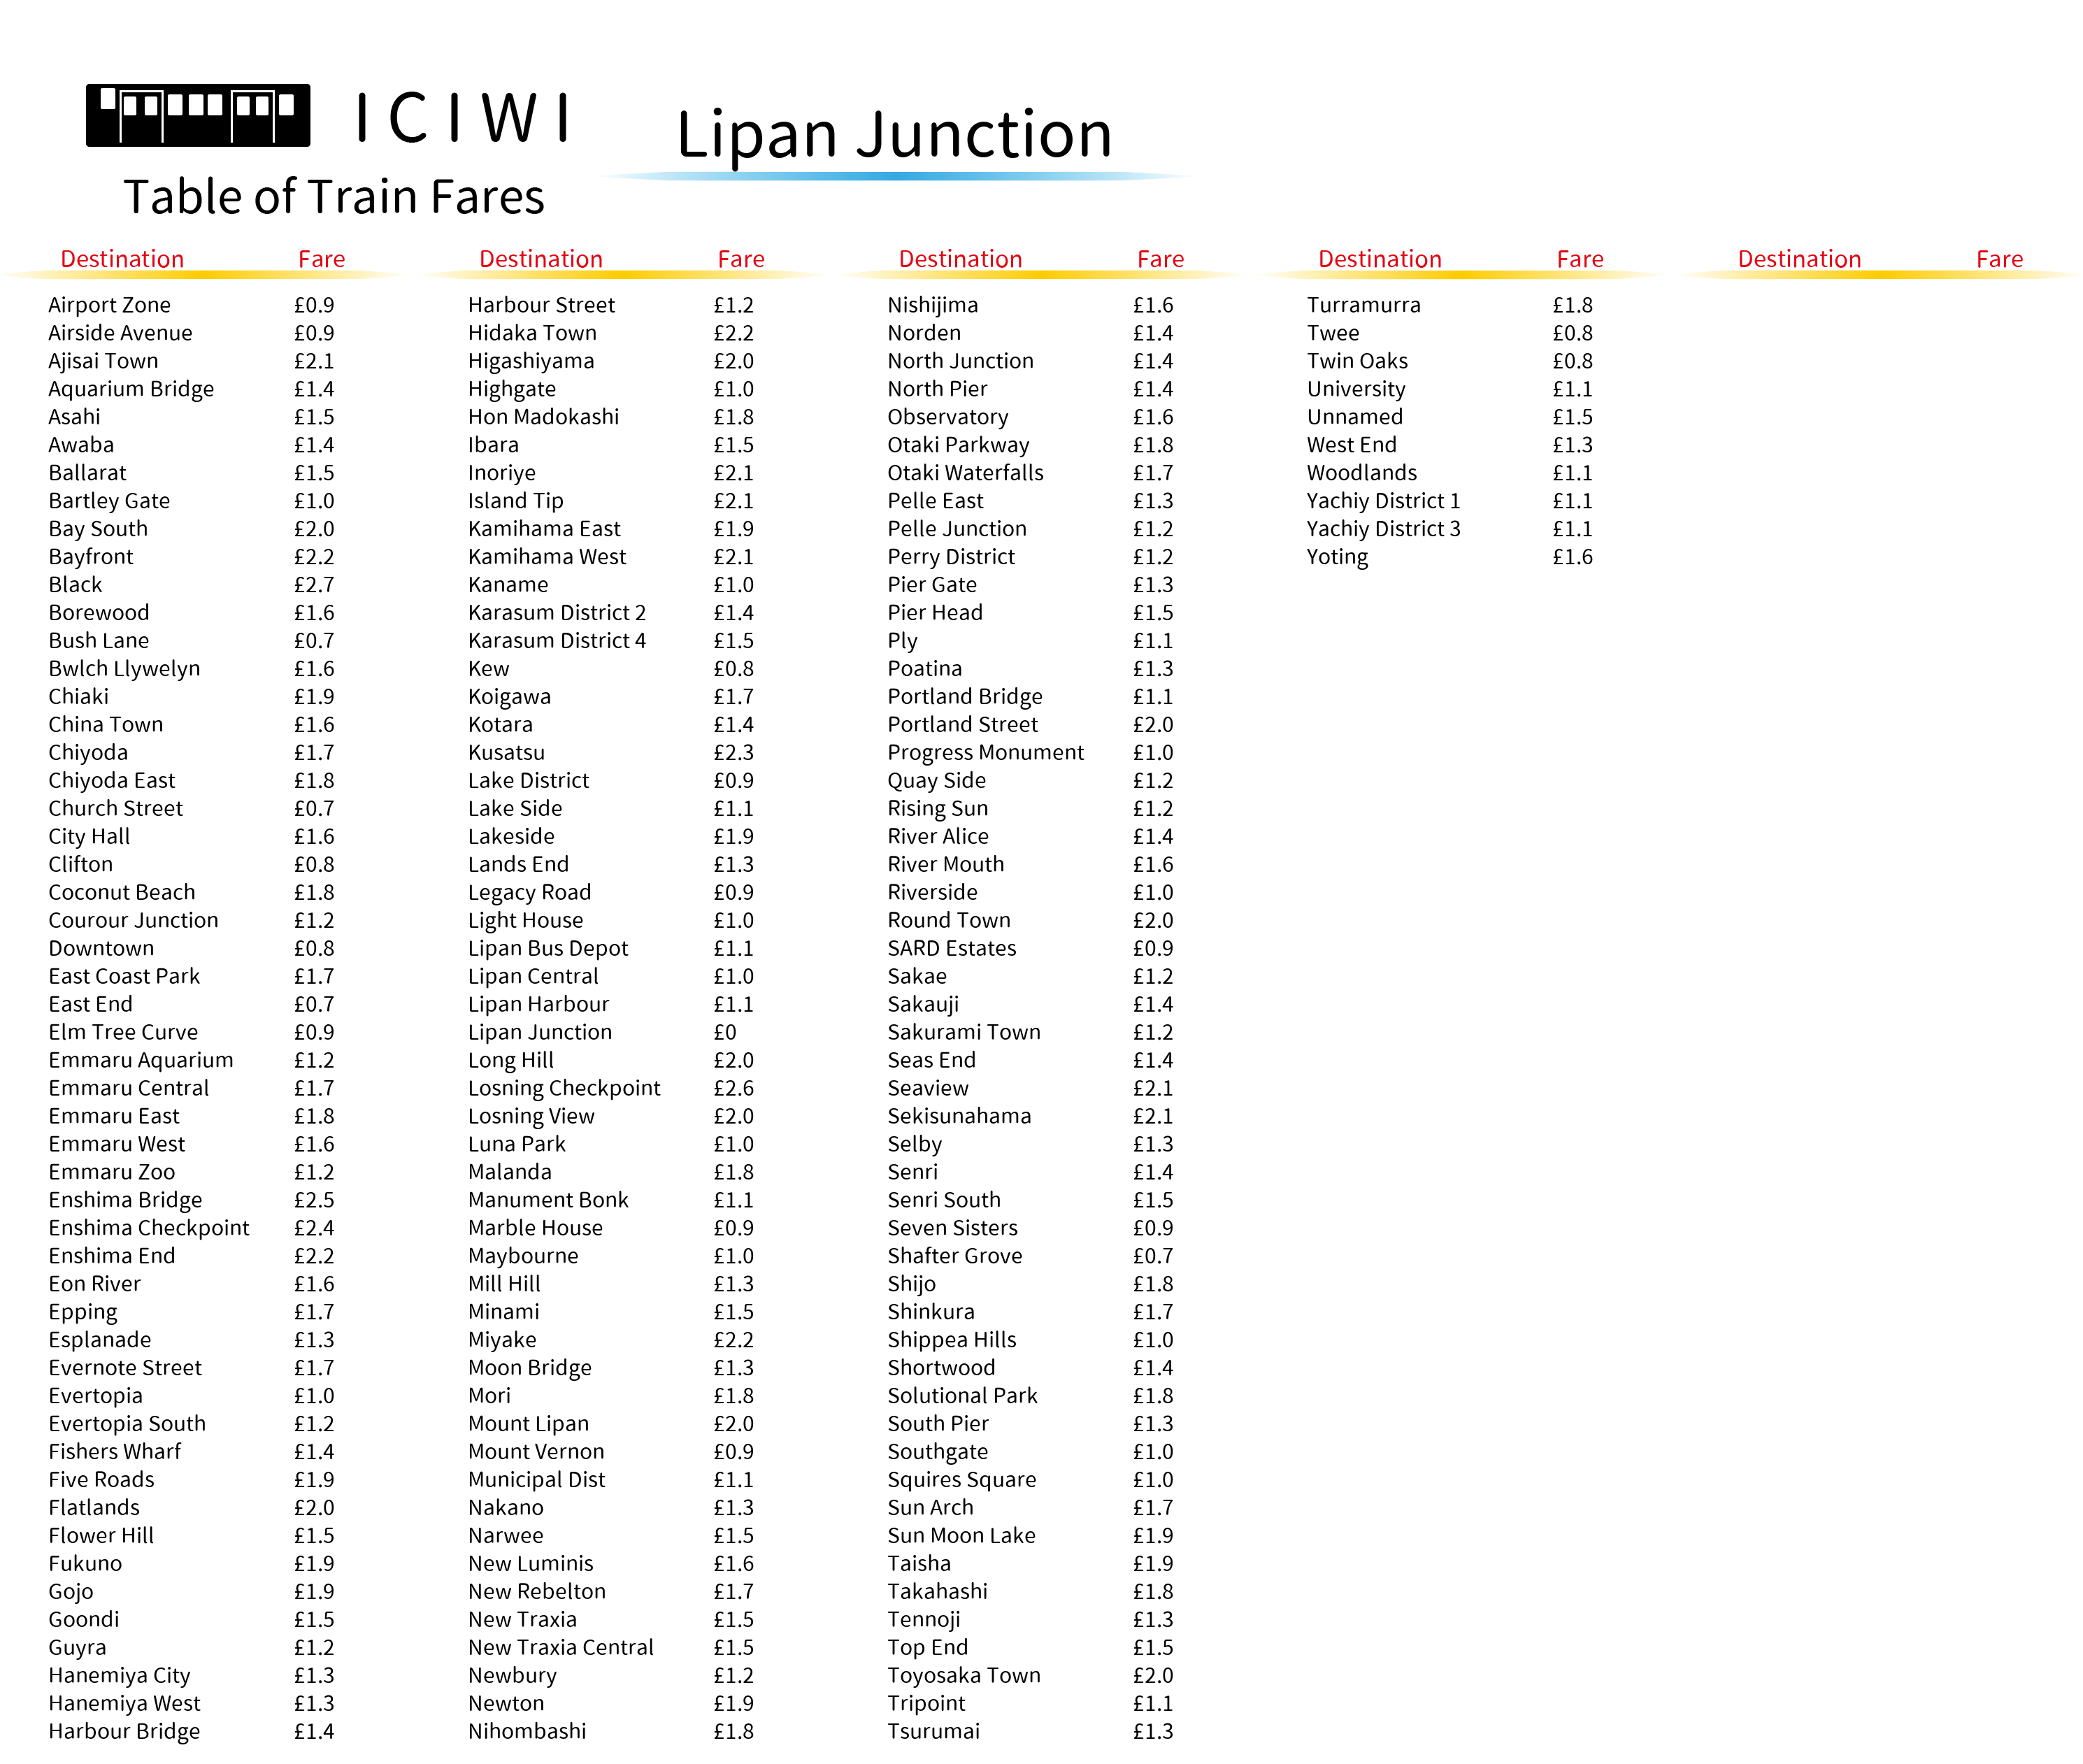 ICIWI
Lipan Junction
Table of Train Fares
Destination Fare
Airport Zone £0.9
Airside Avenue £0.9
Ajisai Town £2.1
Aquarium Bridge £1.4
Asahi £1.5
Awaba £1.4
Ballarat £1.5
Bartley Gate £1.0
Bay South £2.0
Bayfront £2.2
Black £2.7
Borewood £1.6
Bush Lane £0.7
Bwlch Llywelyn £1.6
Chiaki £1.9
China Town £1.6
Chiyoda £1.7
Chiyoda East £1.8
Church Street £0.7
City Hall £1.6
Clifton £0.8
Coconut Beach £1.8
Courour Junction £1.2
Downtown £0.8
East Coast Park £1.7
East End £0.7
Elm Tree Curve £0.9
Emmaru Aquarium £1.2
Emmaru Central £1.7
Emmaru East £1.8
Emmaru West £1.6
Emmaru Zoo £1.2
Enshima Bridge £2.5
Enshima Checkpoint £2.4
Enshima End £2.2
Eon River £1.6
Epping £1.7
Esplanade £1.3
Evernote Street £1.7
Evertopia £1.0
Evertopia South £1.2
Fishers Wharf £1.4
Five Roads £1.9
Flatlands £2.0
Flower Hill £1.5
Fukuno £1.9
Gojo £1.9
Goondi £1.5
Guyra £1.2
Hanemiya City £1.3
Hanemiya West £1.3
Harbour Bridge £1.4
Destination Fare
Harbour Street £1.2
Hidaka Town £2.2
Higashiyama £2.0
Highgate £1.0
Hon Madokashi £1.8
Ibara £1.5
Inoriye £2.1
Island Tip £2.1
Kamihama East £1.9
Kamihama West £2.1
Kaname £1.0
Karasum District 2 £1.4
Karasum District 4 £1.5
Kew £0.8
Koigawa £1.7
Kotara £1.4
Kusatsu £2.3
Lake District £0.9
Lake Side £1.1
Lakeside £1.9
Lands End £1.3
Legacy Road £0.9
Light House £1.0
Lipan Bus Depot £1.1
Lipan Central £1.0
Lipan Harbour £1.1
Lipan Junction £0
Long Hill £2.0
Losning Checkpoint £2.6
Losning View £2.0
Luna Park £1.0
Malanda £1.8
Manument Bonk £1.1
Marble House £0.9
Maybourne £1.0
Mill Hill £1.3
Minami £1.5
Miyake £2.2
Moon Bridge £1.3
Mori £1.8
Mount Lipan £2.0
Mount Vernon £0.9
Municipal Dist £1.1
Nakano £1.3
Narwee £1.5
New Luminis £1.6
New Rebelton £1.7
New Traxia £1.5
New Traxia Central £1.5
Newbury £1.2
Newton £1.9
Nihombashi £1.8
Destination Fare
Nishijima £1.6
Norden £1.4
North Junction £1.4
North Pier £1.4
Observatory £1.6
Otaki Parkway £1.8
Otaki Waterfalls £1.7
Pelle East £1.3
Pelle Junction £1.2
Perry District £1.2
Pier Gate £1.3
Pier Head £1.5
Ply £1.1
Poatina £1.3
Portland Bridge £1.1
Portland Street £2.0
Progress Monument £1.0
Quay Side £1.2
Rising Sun £1.2
River Alice £1.4
River Mouth £1.6
Riverside £1.0
Round Town £2.0
SARD Estates £0.9
Sakae £1.2
Sakauji £1.4
Sakurami Town £1.2
Seas End £1.4
Seaview £2.1
Sekisunahama £2.1
Selby £1.3
Senri £1.4
Senri South £1.5
Seven Sisters £0.9
Shafter Grove £0.7
Shijo £1.8
Shinkura £1.7
Shippea Hills £1.0
Shortwood £1.4
Solutional Park £1.8
South Pier £1.3
Southgate £1.0
Squires Square £1.0
Sun Arch £1.7
Sun Moon Lake £1.9
Taisha £1.9
Takahashi £1.8
Tennoji £1.3
Top End £1.5
Toyosaka Town £2.0
Tripoint £1.1
Tsurumai £1.3
Destination Fare
Turramurra £1.8
Twee £0.8
Twin Oaks £0.8
University £1.1
Unnamed £1.5
West End £1.3
Woodlands £1.1
Yachiy District 1 £1.1
Yachiy District 3 £1.1
Yoting £1.6
Destination Fare